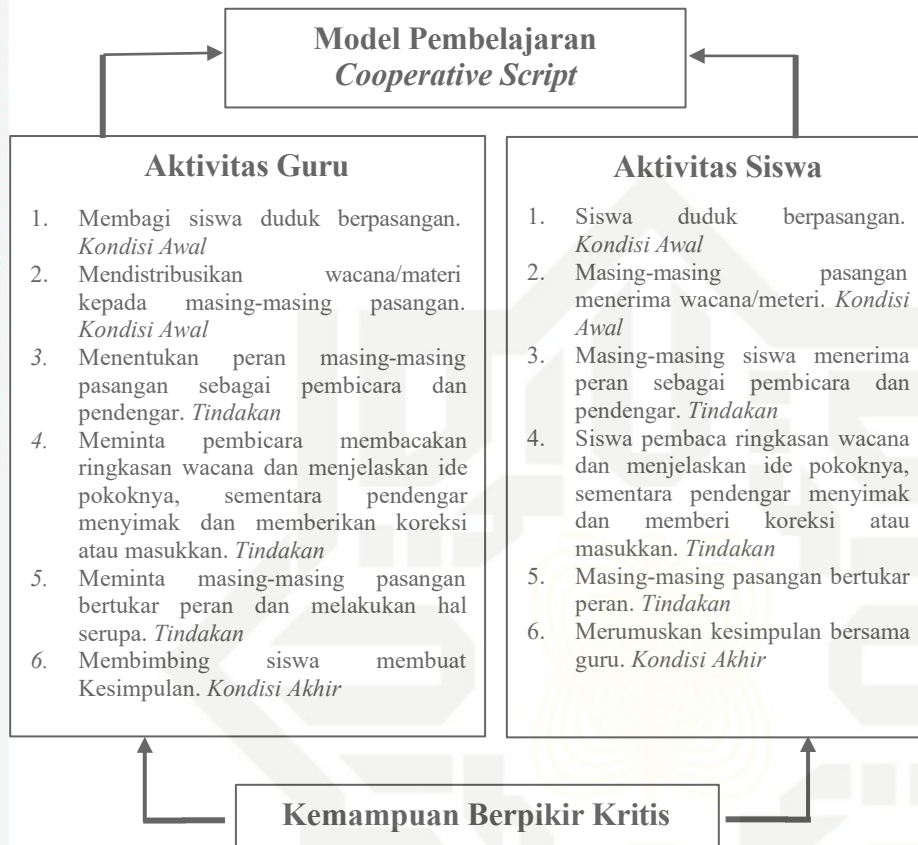 Model Pembelajaran
Cooperative Script
Aktivitas Guru
1. Membagi siswa duduk berpasangan.
Kondisi Awal
2. Mendistribusikan wacana/materi
kepada masing-masing pasangan.
Kondisi Awal
3. Menentukan peran masing-masing
pasangan sebagai pembicara dan
pendengar. Tindakan
4. Meminta pembicara membacakan
ringkasan wacana dan menjelaskan ide
pokoknya, sementara pendengar
menyimak dan memberikan koreksi
atau masukkan. Tindakan
5. Meminta masing-masing pasangan
bertukar peran dan melakukan hal
serupa. Tindakan
6. Membimbing siswa membuat
Kesimpulan. Kondisi Akhir
Aktivitas Siswa
1. Siswa duduk berpasangan.
Kondisi Awal
2. Masing-masing pasangan
menerima wacana/meteri. Kondisi
Awal
3. Masing-masing siswa menerima
peran sebagai pembicara dan
pendengar. Tindakan
4. Siswa pembaca ringkasan wacana
dan menjelaskan ide pokoknya,
sementara pendengar menyimak
dan memberi koreksi atau
masukkan. Tindakan
5. Masing-masing pasangan bertukar
peran. Tindakan
6. Merumuskan kesimpulan bersama
guru. Kondisi Akhir
Kemampuan Berpikir Kritis